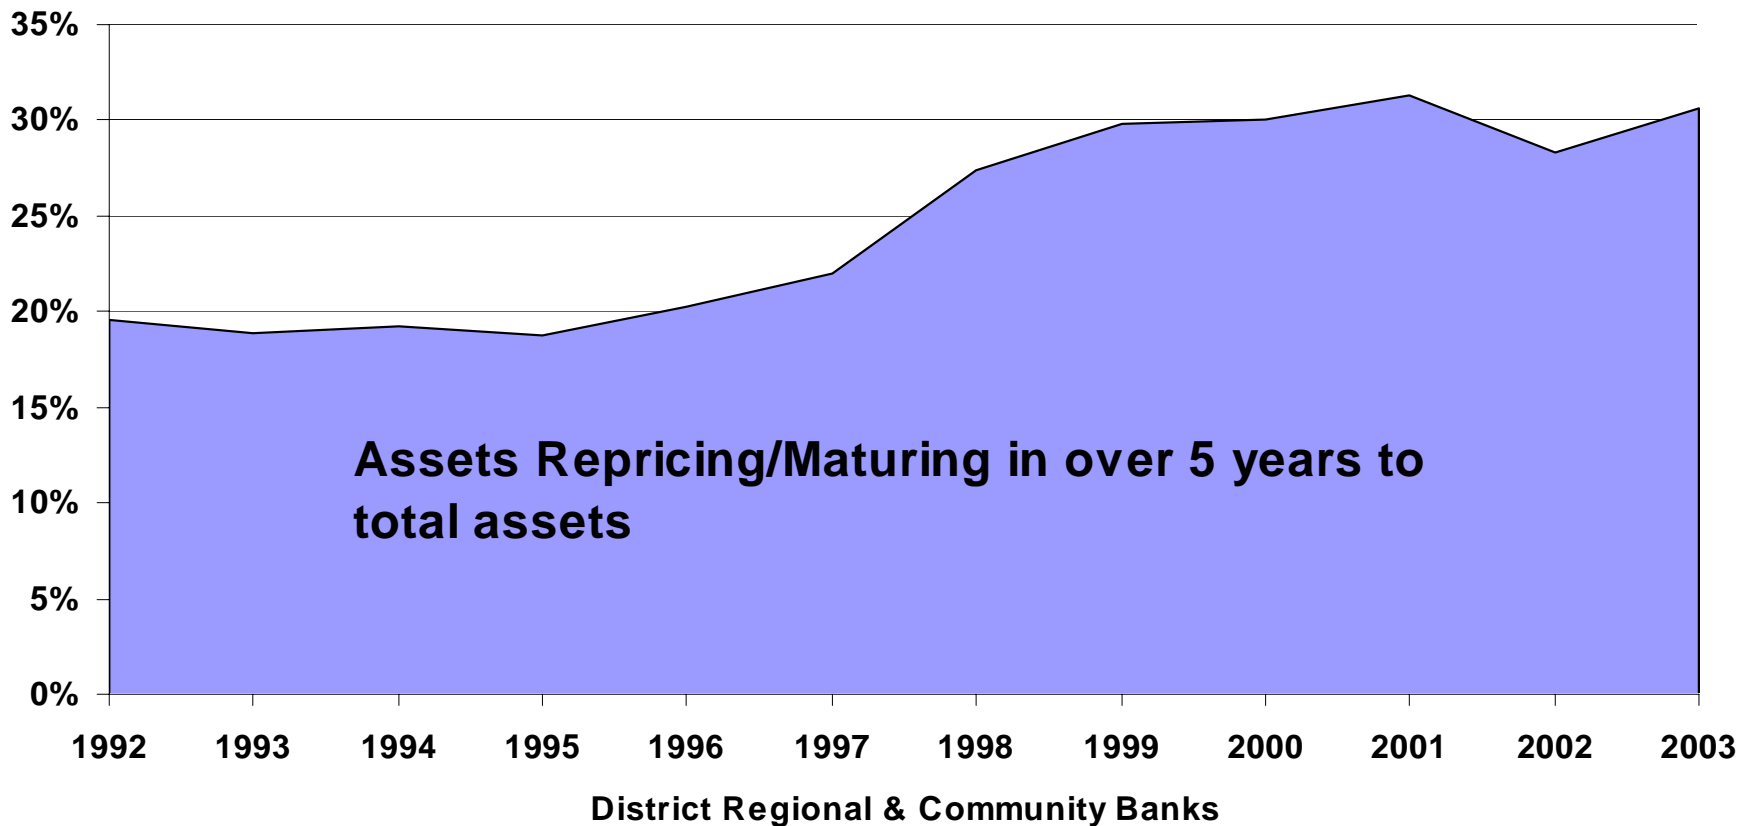 35%
30%
25%
20%
15%
10%
5%
0%
Assets Repricing/Maturing in over 5 years to
total assets
1992 1993 1994 1995 1996 1997 1998 1999 2000 2001 2002 2003
District Regional & Community Banks